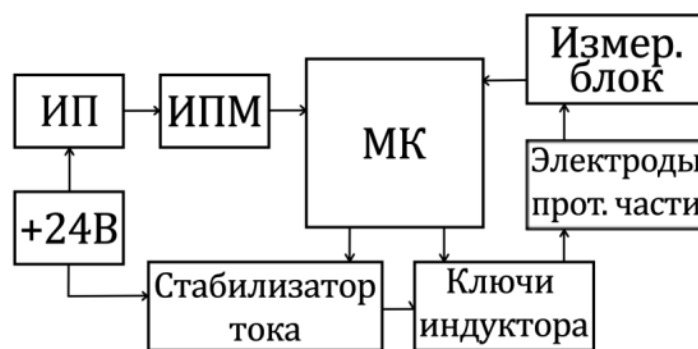 Измер.
блок
ИП
ИПМ
МК
Электроды
прот. части
+24В
Стабилизатор
тока
Ключи
индуктора